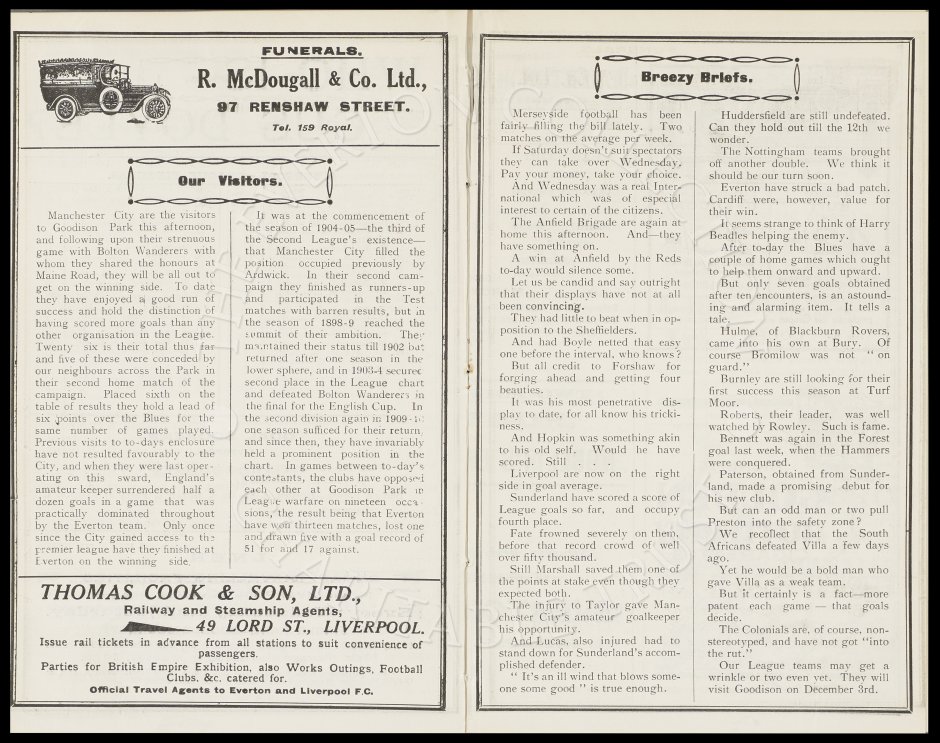 FUNERALS.
R. McDougall & Co. Ltd.,
97 RENSHAW STREET.
Tel. 159 Royal.
Our Visitors.
Manchester City are the visitors
to Goodison Park this afternoon,
and following upon their strenuous
game with Bolton Wanderers with
whom they shared the honours at
Maine Road, they will be all out to
get on the winning side. To date
they have enjoyed a good run of
success and hold the distinction of
having scored more goals than any
other organisation in the League.
Twenty six is their total thus far
and five of these were conceded by
our neighbours across the Park in
their second home match of the
campaign. Placed sixth on the
table of results they hold a lead of
six points over the Blues for the
same number of games played.
Previous visits to to-days enclosure
have not resulted favourably to the
City, and when they were last oper-
ating on this sward, England's
amateur keeper surrendered half a
dozen goals in a game that was
practically dominated throughout
by the Everton team. Only once
since the City gained access to the
premier league have they finished at
Everton on the winning side.
It was at the commencement of
the season of 1904-05—the third of
the Second League's existence—
that Manchester City filled the
position occupied previously by
Ardwick. In their second cam-
paign they finished as runners-up
and participated in the Test
matches with barren results, but in
the season of 1898-9 reached the
summit of their ambition. They
maintained their status till 1902 but
returned after one season in the
lower sphere, and in 1903-4 secured
second place in the League chart
and defeated Bolton Wanderers in
the final for the English Cup. In
the second division again in 1909-10
one season sufficed for their return
and since then, they have invariably
held a prominent position in the
chart. In games between to-day's
contestants, the clubs have opposed
each other at Goodison Park in
League warfare on nineteen occa-
sions, the result being that Everton
have won thirteen matches, lost one
and drawn five with a goal record of
51 for and 17 against.
THOMAS COOK & SON, LTD.,
Railway and Steamship Agents,
49 LORD ST., LIVERPOOL.
Issue rail tickets in advance from all stations to suit convenience of
passengers.
Parties for British Empire Exhibition, also Works Outings, Football
Clubs, &c. catered for.
Official Travel Agents to Everton and Liverpool F.C.
Breezy Briefs.
Merseyside football has been
fairly filling the bill lately. Two
matches on the average per week.
If Saturday doesn't suit spectators
they can take over Wednesday.
Pay your money, take your choice.
And Wednesday was a real Inter-
national which was of especial
interest to certain of the citizens.
The Anfield Brigade are again at
home this afternoon. And—they
have something on.
A win at Anfield by the Reds
to-day would silence some.
Let us be candid and say outright
that their displays have not at all
been convincing.
They had little to beat when in op-
position to the Sheffielders.
And had Boyle netted that easy
one before the interval, who knows?
But all credit to Forshaw for
forging ahead and getting four
beauties.
It was his most penetrative dis-
play to date, for all know his tricki-
ness.
And Hopkin was something akin
to his old self. Would he have
scored. Still . . .
Liverpool are now on the right
side in goal average.
Sunderland have scored a score of
League goals so far, and occupy
fourth place.
Fate frowned severely on them,
before that record crowd of well
over fifty thousand.
Still Marshall saved them one of
the points at stake even though they
expected both.
The injury to Taylor gave Man-
chester City's amateur goalkeeper
his opportunity.
And Lucas, also injured had to
stand down for Sunderland's accom-
plished defender.
" It's an ill wind that blows some-
one some good " is true enough.
Huddersfield are still undefeated.
Can they hold out till the 12th we
wonder.
The Nottingham teams brought
off another double. We think it
should be our turn soon.
Everton have struck a bad patch.
Cardiff were, however, value for
their win.
It seems strange to think of Harry
Beadles helping the enemy.
After to-day the Blues have a
couple of home games which ought
to help them onward and upward.
But only seven goals obtained
after ten encounters, is an astound-
ing and alarming item. It tells a
tale.
Hulme, of Blackburn Rovers,
came into his own at Bury. Of
course Bromilow was not " on
guard."
Burnley are still looking for their
first success this season at Turf
Moor.
Roberts, their leader, was well
watched by Rowley. Such is fame.
Bennett was again in the Forest
goal last week, when the Hammers
were conquered.
Paterson, obtained from Sunder-
land, made a promising debut for
his new club.
But can an odd man or two pull
Preston into the safety zone?
We recollect that the South
Africans defeated Villa a few days
ago.
Yet he would be a bold man who
gave Villa as a weak team.
But it certainly is a fact—more
patent each game — that goals
decide.
The Colonials are, of course, non-
stereotyped, and have not got "into
the rut."
Our League teams may get a
wrinkle or two even yet. They will
visit Goodison on December 3rd.